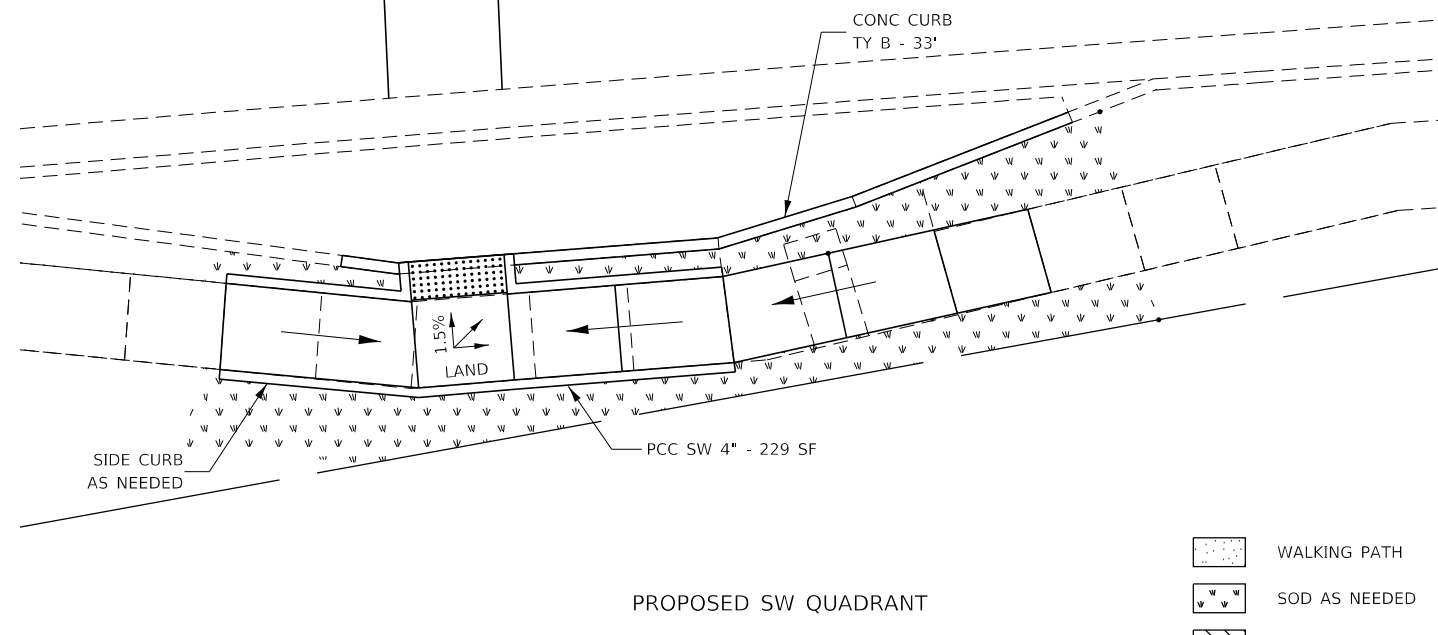 CONC CURB
TY B - 33'
1.5%
LAND
SIDE CURB
AS NEEDED
PCC SW 4" - 229 SF
WALKING PATH
PROPOSED SW QUADRANT
SOD AS NEEDED